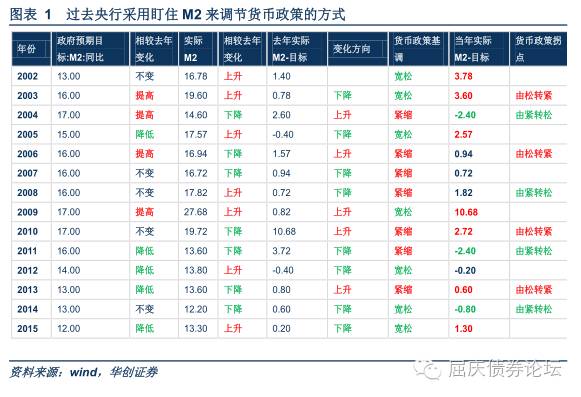 图表 1 过去央行采用盯住 M2 来调节货币政策的方式
年份 政府预期目标:M2:同比 相较去年变化 实际M2 相较去年变化 去年实际M2-目标 变化方向 货币政策基调 当年实际M2-目标 货币政策拐点
2002 13.00 不变 16.78 上升 1.40 宽松 3.78
2003 16.00 提高 19.60 上升 0.78 下降 宽松 3.60 由松转紧
2004 17.00 提高 14.60 下降 2.60 上升 紧缩 -2.40 由紧转松
2005 15.00 降低 17.57 上升 -0.40 下降 宽松 2.57
2006 16.00 提高 16.94 下降 1.57 上升 紧缩 0.94 由松转紧
2007 16.00 不变 16.72 下降 0.94 下降 紧缩 0.72
2008 16.00 不变 17.82 上升 0.72 下降 紧缩 1.82 由紧转松
2009 17.00 提高 27.68 上升 0.82 上升 宽松 10.68
2010 17.00 不变 19.72 下降 10.68 上升 紧缩 2.72 由松转紧
2011 16.00 降低 13.60 下降 3.72 下降 紧缩 -2.40 由紧转松
2012 14.00 降低 13.80 上升 -0.40 下降 宽松 -0.20
2013 13.00 降低 13.60 下降 0.80 上升 紧缩 0.60 由松转紧
2014 13.00 不变 12.20 下降 0.60 下降 宽松 -0.80 由紧转松
2015 12.00 降低 13.30 上升 0.20 下降 宽松 1.30
资料来源：wind，华创证券
屈庆债券论坛